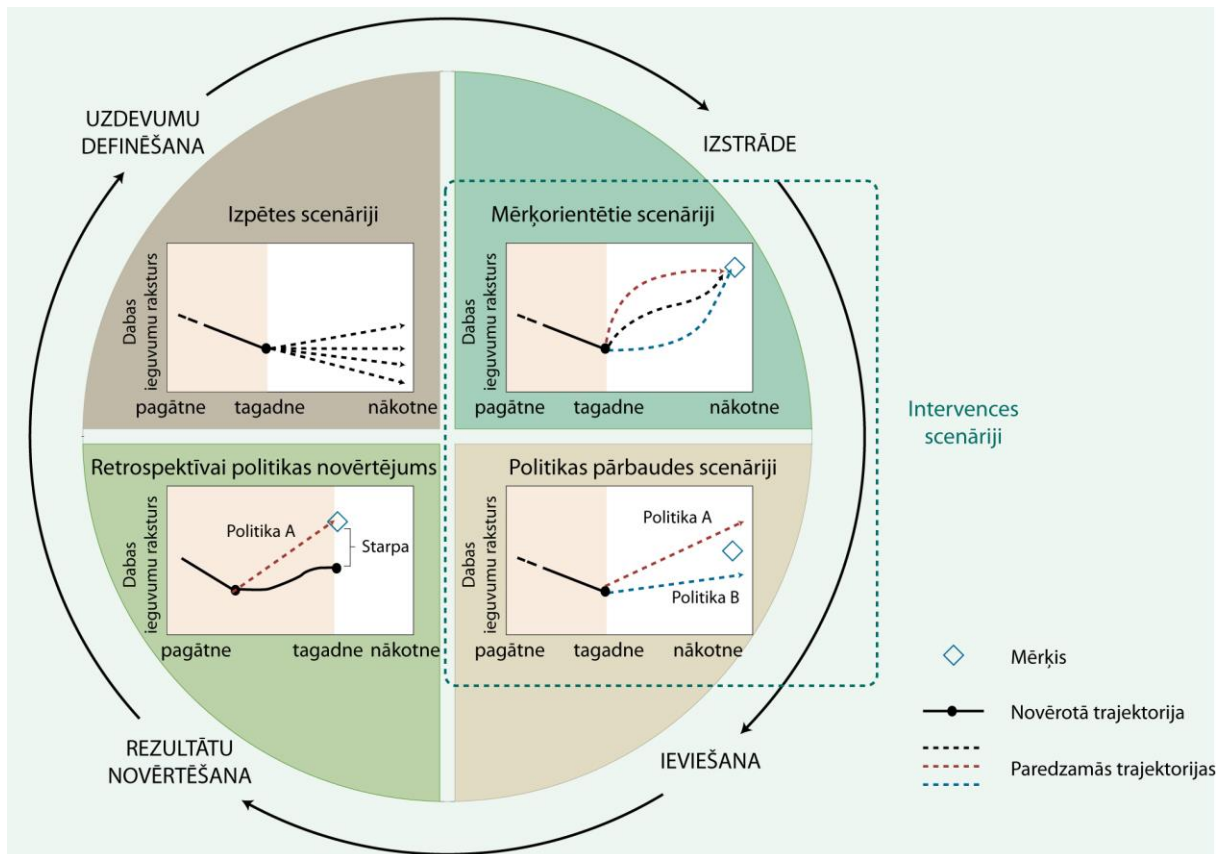 UZDEVUMU
DEFINĒŠANA
IZSTRĀDE
Izpētes scenāriji
Dabas
ieguvumu raksturs
pagātne
tagadne
nākotne
Mērķorientētie scenāriji
Dabas
ieguvumu raksturs
pagātne
tagadne
nākotne
Intervences
scenāriji
Retrospektīvai politikas novērtējums
Dabas
ieguvumu raksturs
Politika A
Starpa
pagātne
tagadne
nākotne
Politikas pārbaudes scenāriji
Dabas
ieguvumu raksturs
Politika A
Politika B
pagātne
tagadne
nākotne
REZULTĀTU
NOVĒRTĒŠANA
IEVIEŠANA
Mērķis
Novērotā trajektorija
Paredzamās trajektorijas